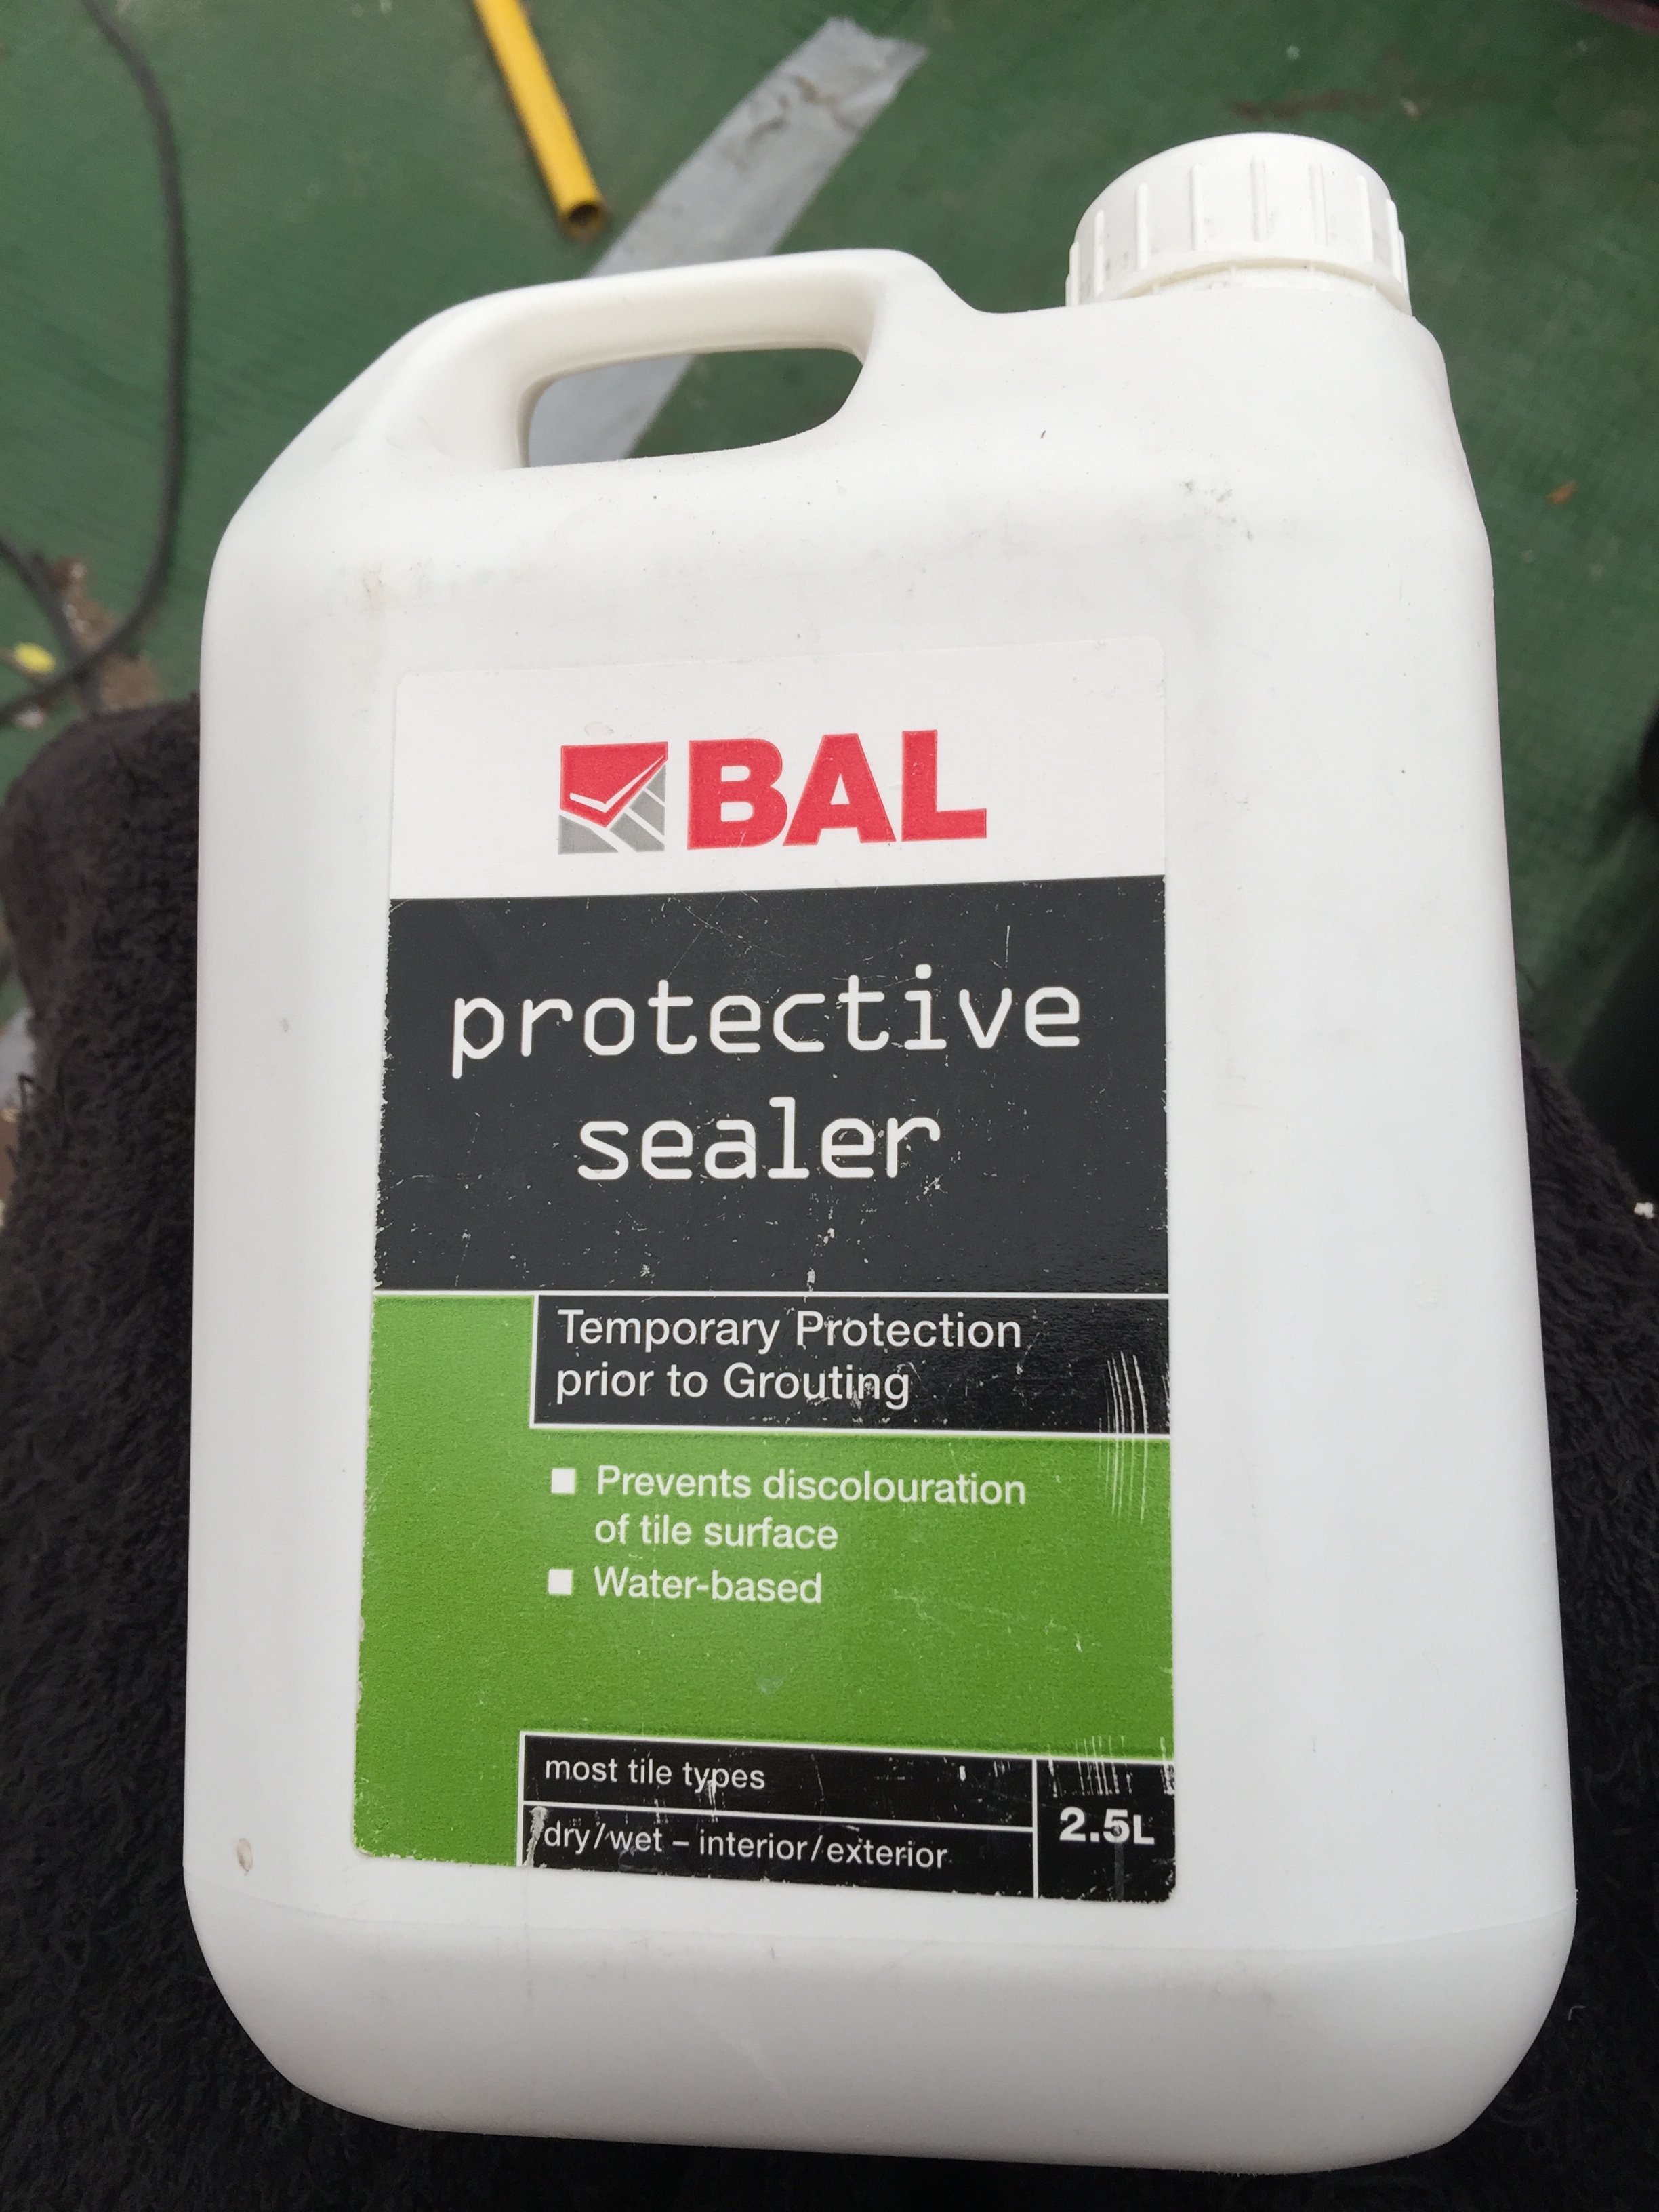 BAL
protective
sealer
Temporary Protection
prior to Grouting
Prevents discolouration
of tile surface
Water-based
most tile types
dry/wet – interior/exterior
2.5L